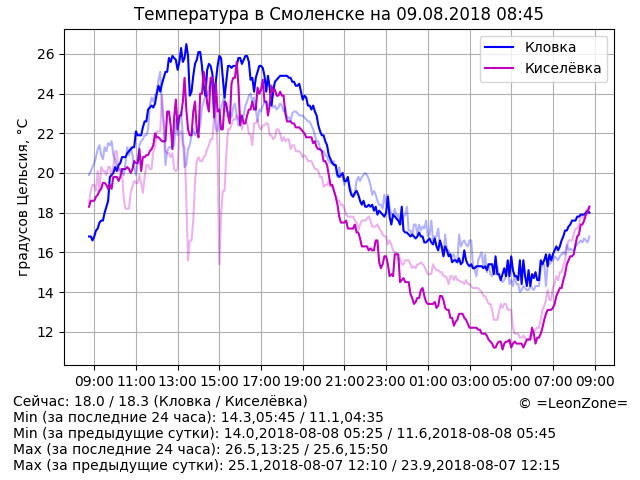 Температура в Смоленске на 09.08.2018 08:45
градусов Цельсия, °C
26
24
22
20
18
16
14
12
Кловка
Киселёвка
09:00 11:00 13:00 15:00 17:00 19:00 21:00 23:00 01:00 03:00 05:00 07:00 09:00
Сейчас: 18.0 / 18.3 (Кловка / Киселёвка)
© =LeonZone=
Min (за последние 24 часа): 14.3,05:45 / 11.1,04:35
Min (за предыдущие сутки): 14.0,2018-08-08 05:25 / 11.6,2018-08-08 05:45
Max (за последние 24 часа): 26.5,13:25 / 25.6,15:50
Max (за предыдущие сутки): 25.1,2018-08-07 12:10 / 23.9,2018-08-07 12:15